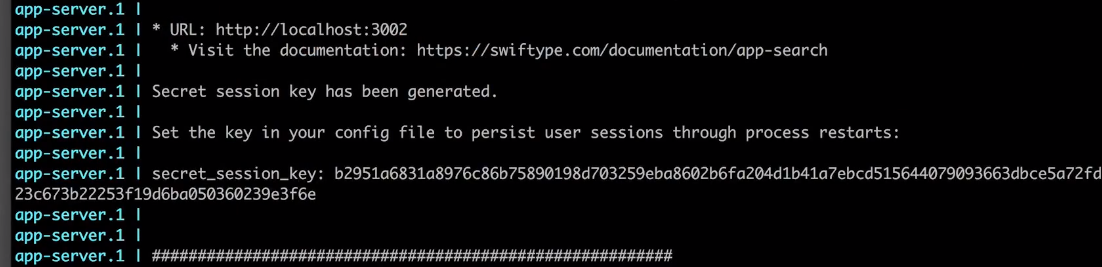 app-server.1 |
app-server.1 | * URL: http://localhost:3002
app-server.1 |   * Visit the documentation: https://swiftype.com/documentation/app-search
app-server.1 |
app-server.1 | Secret session key has been generated.
app-server.1 |
app-server.1 | Set the key in your config file to persist user sessions through process restarts:
app-server.1 |
app-server.1 | secret_session_key: b2951a6831a8976c86b75890198d703259eba8602b6fa204d1b41a7ebcd515644079093663dbce5a72fd
23c673b22253f19d6ba050360239e3f6e
app-server.1 |
app-server.1 |
app-server.1 | #########################################################